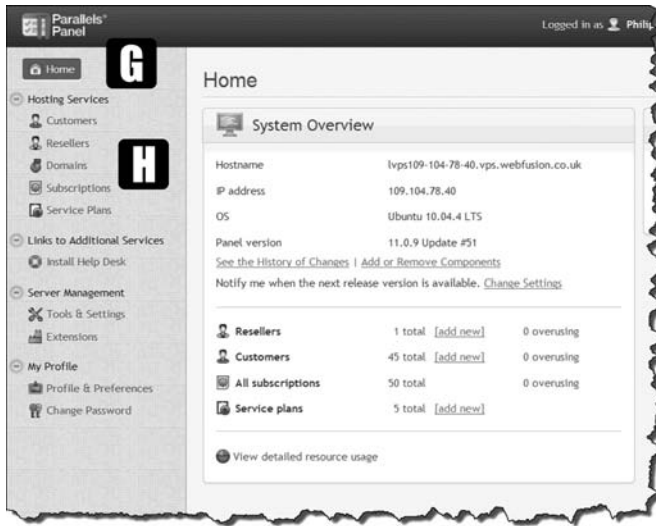 Parallels®
Panel
Logged in as Philip
Home
G
Hosting Services
Customers
Resellers
Domains
H
Subscriptions
Service Plans
Links to Additional Services
Install Help Desk
Server Management
Tools & Settings
Extensions
My Profile
Profile & Preferences
Change Password
Home
System Overview
Hostname lvps109-104-78-40.vps.webfusion.co.uk
IP address 109.104.78.40
OS Ubuntu 10.04.4 LTS
Panel version 11.0.9 Update #51
See the History of Changes | Add or Remove Components
Notify me when the next release version is available. Change Settings
Resellers 1 total [add new] 0 overusing
Customers 45 total [add new] 0 overusing
All subscriptions 50 total 0 overusing
Service plans 5 total [add new]
View detailed resource usage